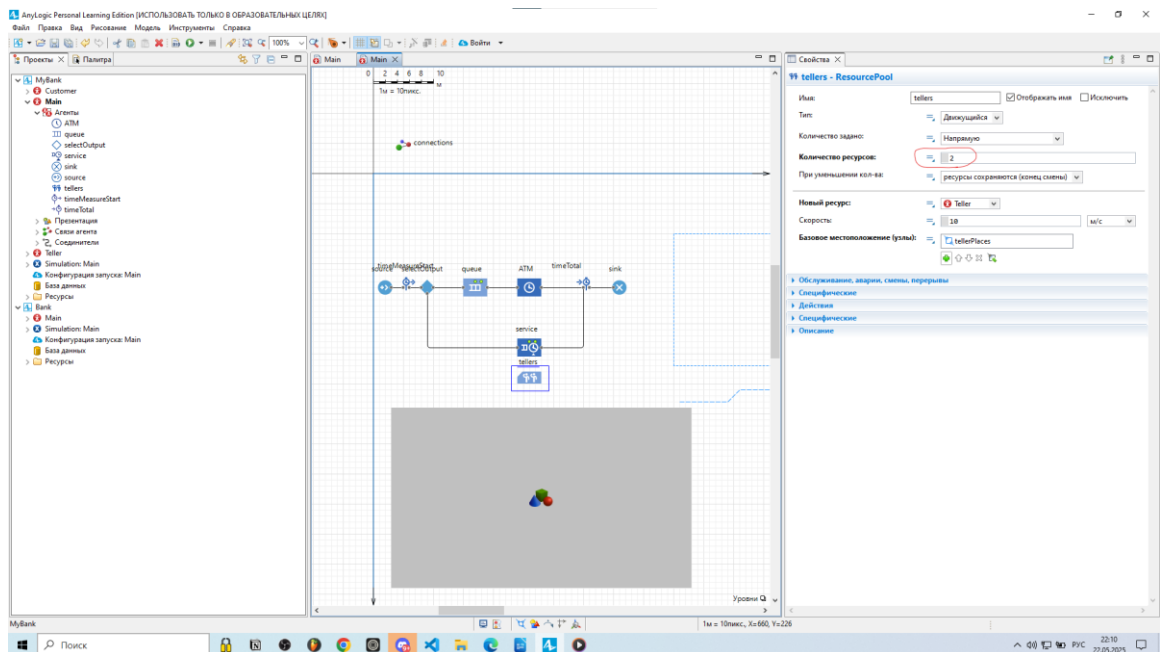 AnyLogic Personal Learning Edition [ИСПОЛЬЗОВАТЬ ТОЛЬКО В ОБРАЗОВАТЕЛЬНЫХ ЦЕЛЯХ]
Файл Правка Вид Рисование Модель Инструменты Справка
100% Войти
Проекты Палитра
MyBank
Customer
Main
Агенты
ATM
queue
selectOutput
service
sink
source
tellers
timeMeasureStart
timeTotal
Презентация
Связи агента
Соединители
Teller
Simulation: Main
Конфигурация запуска: Main
База данных
Ресурсы
Bank
Main
Simulation: Main
Конфигурация запуска: Main
База данных
Ресурсы
Main Main
0 2 4 6 8 10
м
1м = 10пикс.
connections
timeMeasureStart timeTotal
source selectOutput queue ATM sink
service
tellers
Уровни
Свойства
tellers - ResourcePool
Имя: tellers Отображать имя Исключить
Тип: Движущийся
Количество задано: Напрямую
Количество ресурсов: 2
При уменьшении кол-ва: ресурсы сохраняются (конец смены)
Новый ресурс: Teller
Скорость: 10 м/с
Базовое местоположение (узлы): tellerPlaces
Обслуживание, аварии, смены, перерывы
Специфические
Действия
Специфические
Описание
MyBank 1м = 10пикс., X=660, Y=226
Поиск РУС 22:10
22.05.2025